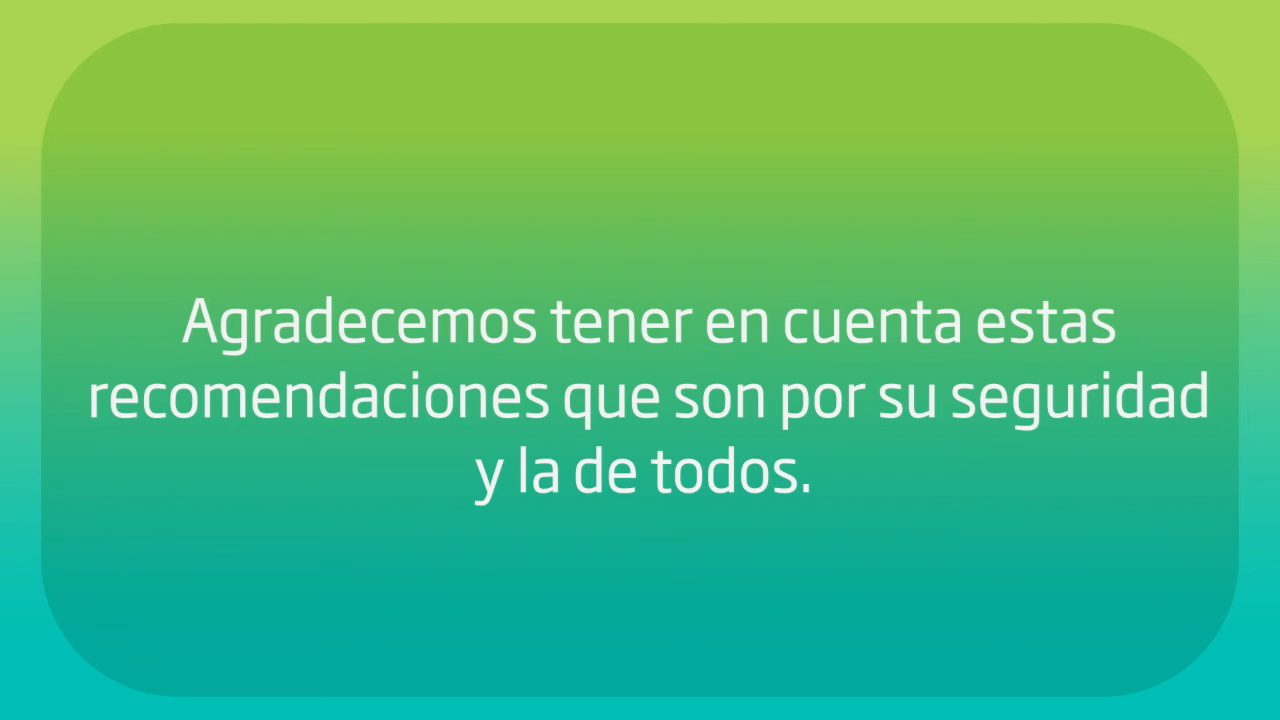 Agradecemos tener en cuenta estas
recomendaciones que son por su seguridad
y la de todos.